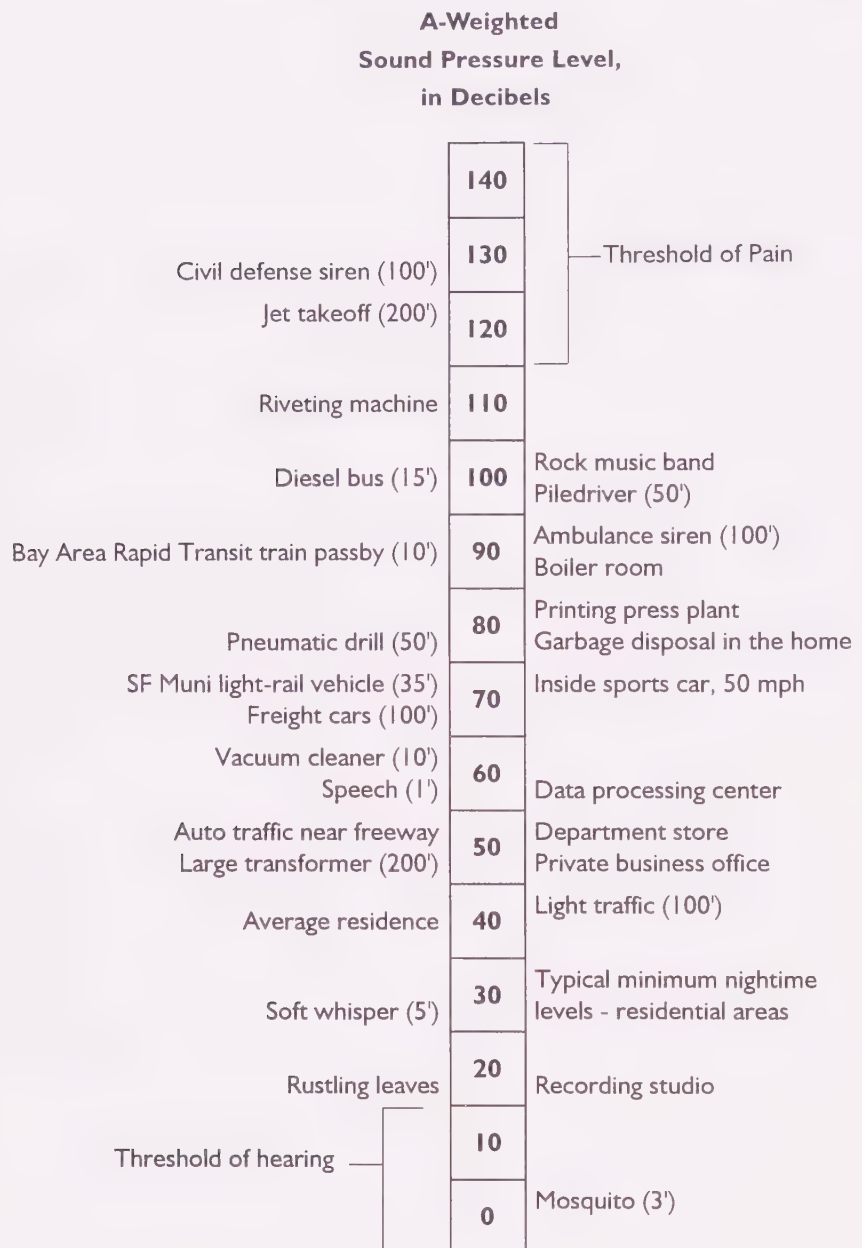 A-Weighted
Sound Pressure Level,
in Decibels
140
Civil defense siren (100')
130
Threshold of Pain
Jet takeoff (200')
120
Riveting machine
110
Diesel bus (15')
100
Rock music band
Piledriver (50')
Bay Area Rapid Transit train passby (10')
90
Ambulance siren (100')
Boiler room
Pneumatic drill (50')
80
Printing press plant
Garbage disposal in the home
SF Muni light-rail vehicle (35')
Freight cars (100')
70
Inside sports car, 50 mph
Vacuum cleaner (10')
Speech (1')
60
Data processing center
Auto traffic near freeway
Large transformer (200')
50
Department store
Private business office
Average residence
40
Light traffic (100')
Soft whisper (5')
30
Typical minimum nightime
levels - residential areas
Rustling leaves
20
Recording studio
Threshold of hearing
10
0
Mosquito (3')